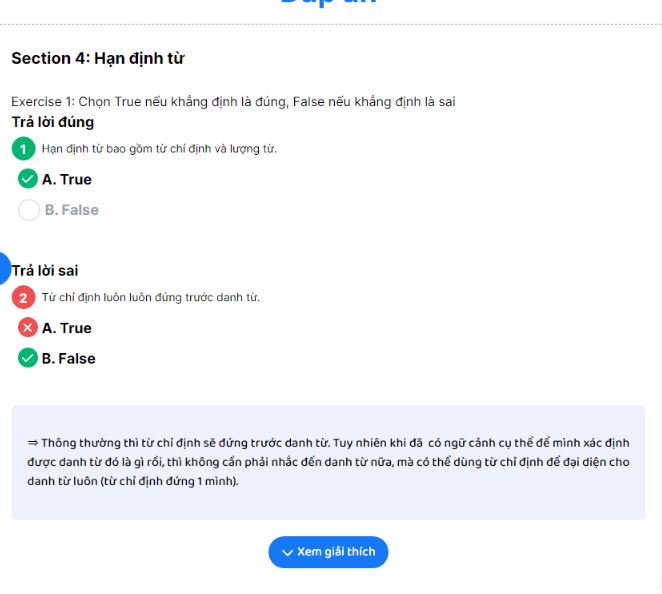 Section 4: Hạn định từ
Exercise 1: Chọn True nếu khẳng định là đúng, False nếu khẳng định là sai
Trả lời đúng
1 Hạn định từ bao gồm từ chỉ định và lượng từ.
A. True
B. False
Trả lời sai
2 Từ chỉ định luôn luôn đứng trước danh từ.
A. True
B. False
⇒ Thông thường thì từ chỉ định sẽ đứng trước danh từ. Tuy nhiên khi đã có ngữ cảnh cụ thể để mình xác định
được danh từ đó là gì rồi, thì không cần phải nhắc đến danh từ nữa, mà có thể dùng từ chỉ định để đại diện cho
danh từ luôn (từ chỉ định đứng 1 mình).
Xem giải thích